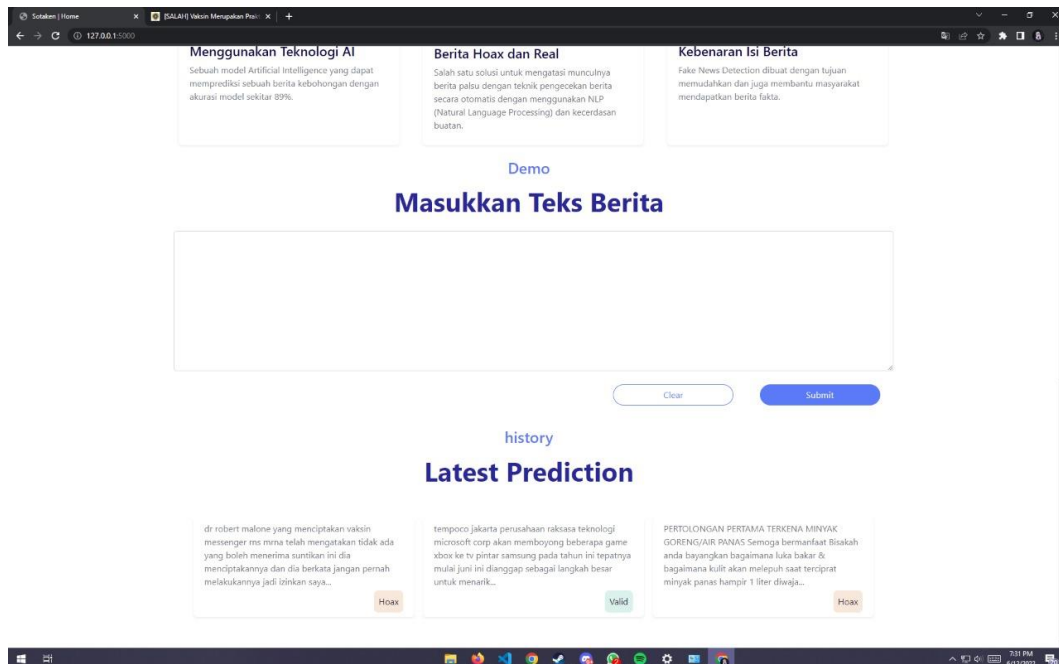 Sotaken | Home
[SALAH] Vaksin Merupakan Prakt
127.0.0.1:5000
Menggunakan Teknologi AI
Sebuah model Artificial Intelligence yang dapat
memprediksi sebuah berita kebohongan dengan
akurasi model sekitar 89%.
Berita Hoax dan Real
Salah satu solusi untuk mengatasi munculnya
berita palsu dengan teknik pengecekan berita
secara otomatis dengan menggunakan NLP
(Natural Language Processing) dan kecerdasan
buatan.
Kebenaran Isi Berita
Fake News Detection dibuat dengan tujuan
memudahkan dan juga membantu masyarakat
mendapatkan berita fakta.
Demo
Masukkan Teks Berita
Clear
Submit
history
Latest Prediction
dr robert malone yang menciptakan vaksin
messenger rns mrna telah mengatakan tidak ada
yang boleh menerima suntikan ini dia
menciptakannya dan dia berkata jangan pernah
melakukannya jadi izinkan saya...
Hoax
tempoco jakarta perusahaan raksasa teknologi
microsoft corp akan memboyong beberapa game
xbox ke tv pintar samsung pada tahun ini tepatnya
mulai juni ini dianggap sebagai langkah besar
untuk menarik...
Valid
PERTOLONGAN PERTAMA TERKENA MINYAK
GORENG/AIR PANAS Semoga bermanfaat Bisakah
anda bayangkan bagaimana luka bakar &
bagaimana kulit akan melepuh saat terciprat
minyak panas hampir 1 liter diwaja...
Hoax
7:31 PM